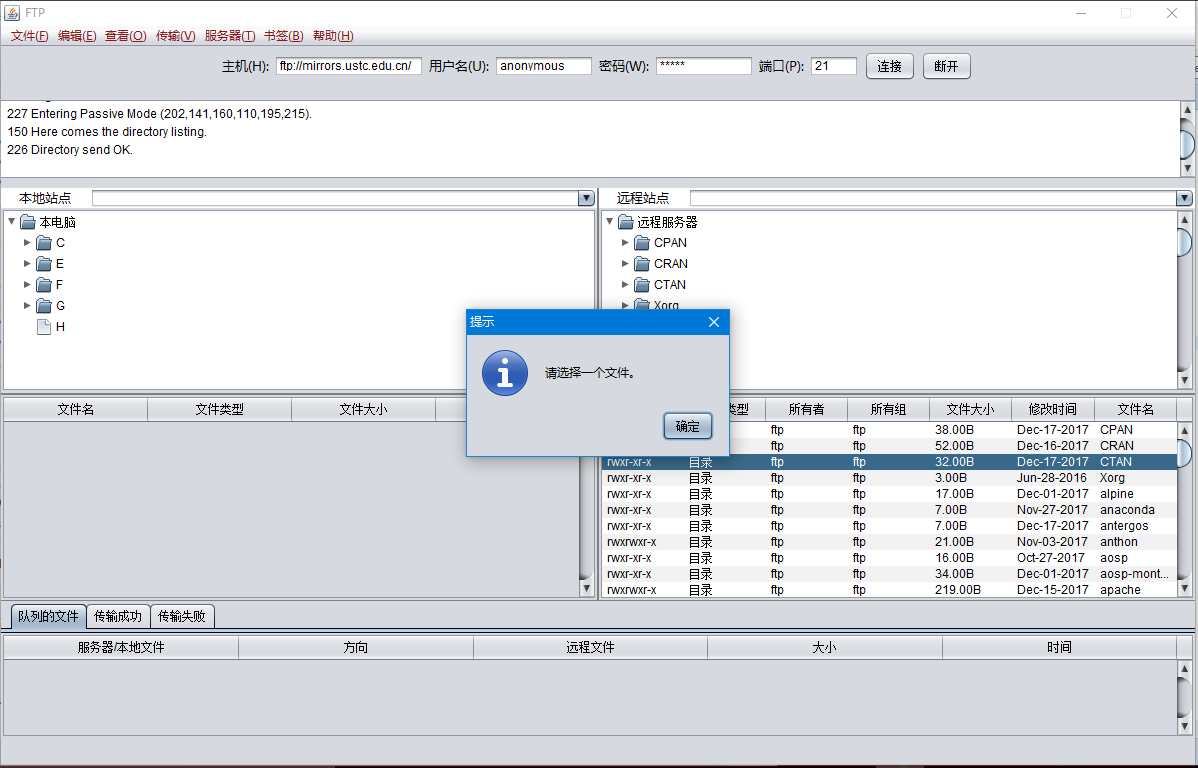 FTP
文件(F) 编辑(E) 查看(O) 传输(V) 服务器(T) 书签(B) 帮助(H)
主机(H): ftp://mirrors.ustc.edu.cn/ 用户名(U): anonymous 密码(W): ***** 端口(P): 21 连接 断开
227 Entering Passive Mode (202,141,160,110,195,215).
150 Here comes the directory listing.
226 Directory send OK.
本地站点
本电脑
C
E
F
G
H
远程站点
远程服务器
CPAN
CRAN
CTAN
Xorg
提示
请选择一个文件。
确定
文件名 文件类型 文件大小
类型 所有者 所有组 文件大小 修改时间 文件名
ftp ftp 38.00B Dec-17-2017 CPAN
ftp ftp 52.00B Dec-16-2017 CRAN
rwxr-xr-x 目录 ftp ftp 32.00B Dec-17-2017 CTAN
rwxr-xr-x 目录 ftp ftp 3.00B Jun-28-2016 Xorg
rwxr-xr-x 目录 ftp ftp 17.00B Dec-01-2017 alpine
rwxr-xr-x 目录 ftp ftp 7.00B Nov-27-2017 anaconda
rwxr-xr-x 目录 ftp ftp 7.00B Dec-17-2017 antergos
rwxrwxr-x 目录 ftp ftp 21.00B Nov-03-2017 anthon
rwxr-xr-x 目录 ftp ftp 16.00B Oct-27-2017 aosp
rwxr-xr-x 目录 ftp ftp 34.00B Dec-01-2017 aosp-mont...
rwxrwxr-x 目录 ftp ftp 219.00B Dec-15-2017 apache
队列的文件 传输成功 传输失败
服务器/本地文件 方向 远程文件 大小 时间